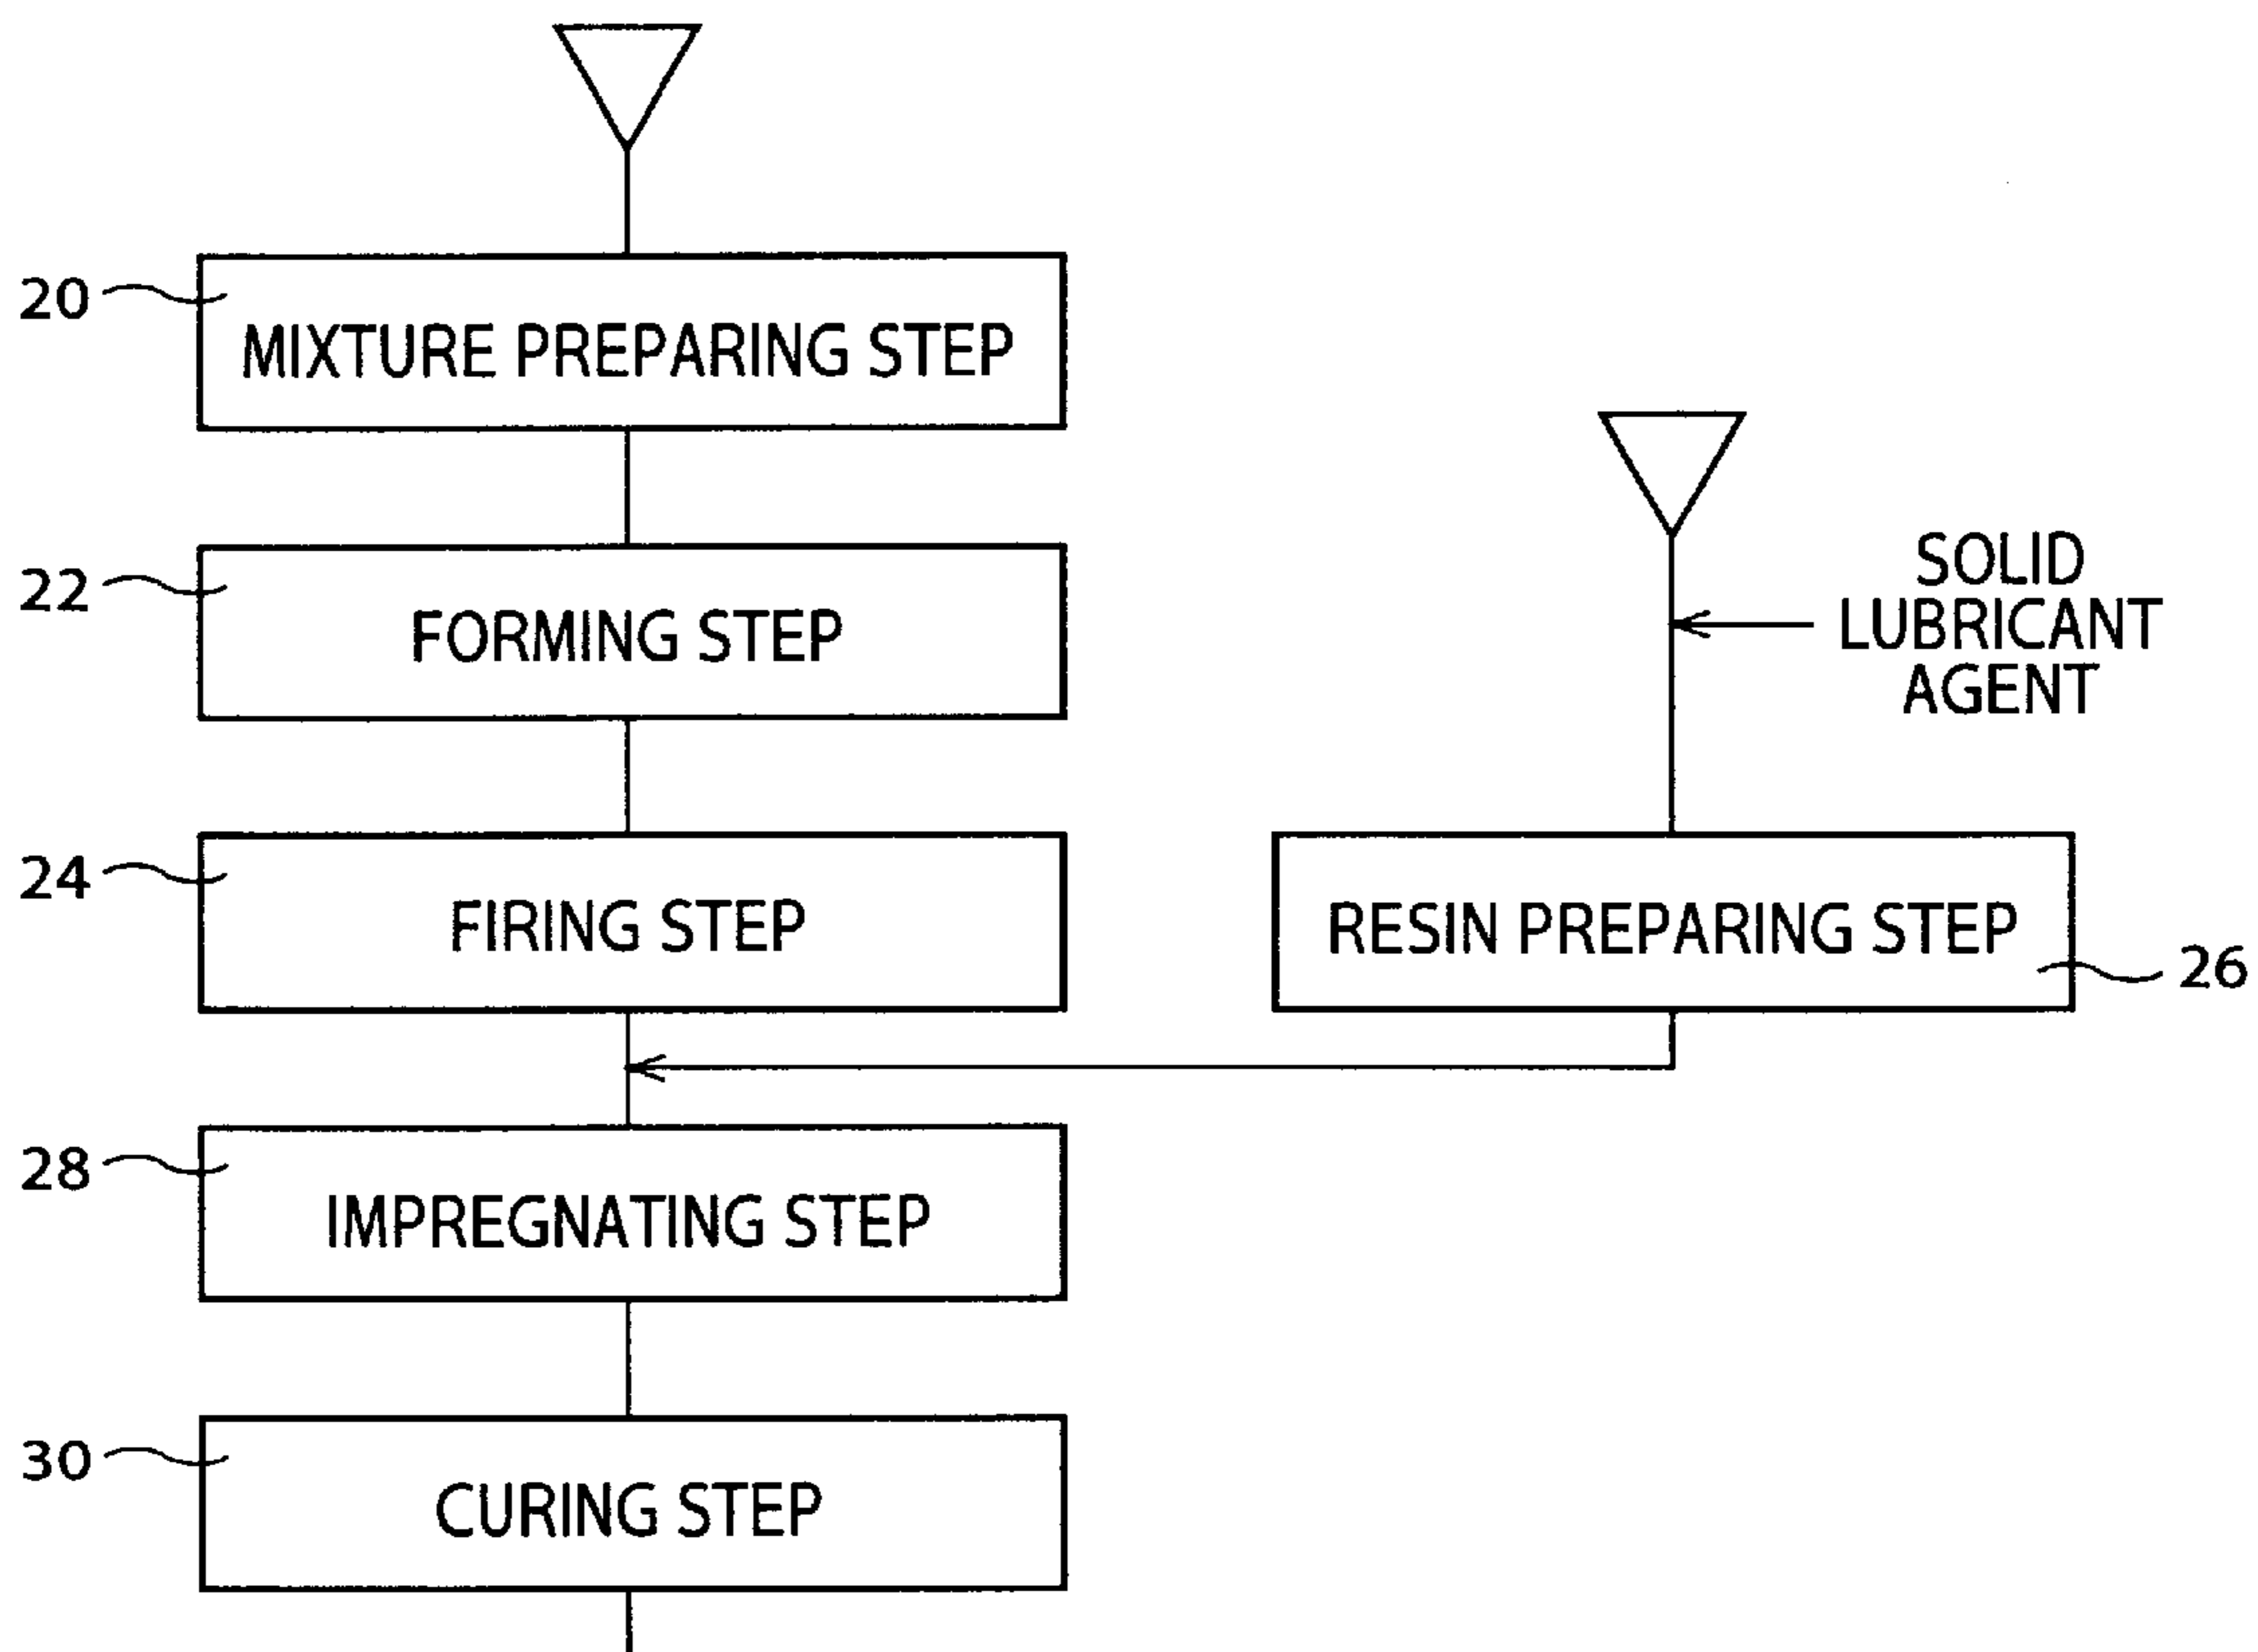 20
MIXTURE PREPARING STEP
22
FORMING STEP
SOLID
LUBRICANT
AGENT
24
FIRING STEP
RESIN PREPARING STEP
26
28
IMPREGNATING STEP
30
CURING STEP